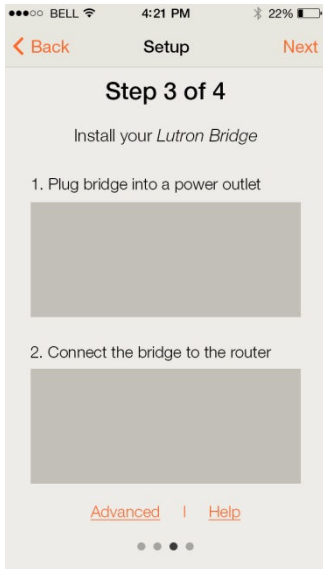 BELL 4:21 PM 22%
Back Setup Next
Step 3 of 4
Install your Lutron Bridge
1. Plug bridge into a power outlet
2. Connect the bridge to the router
Advanced | Help